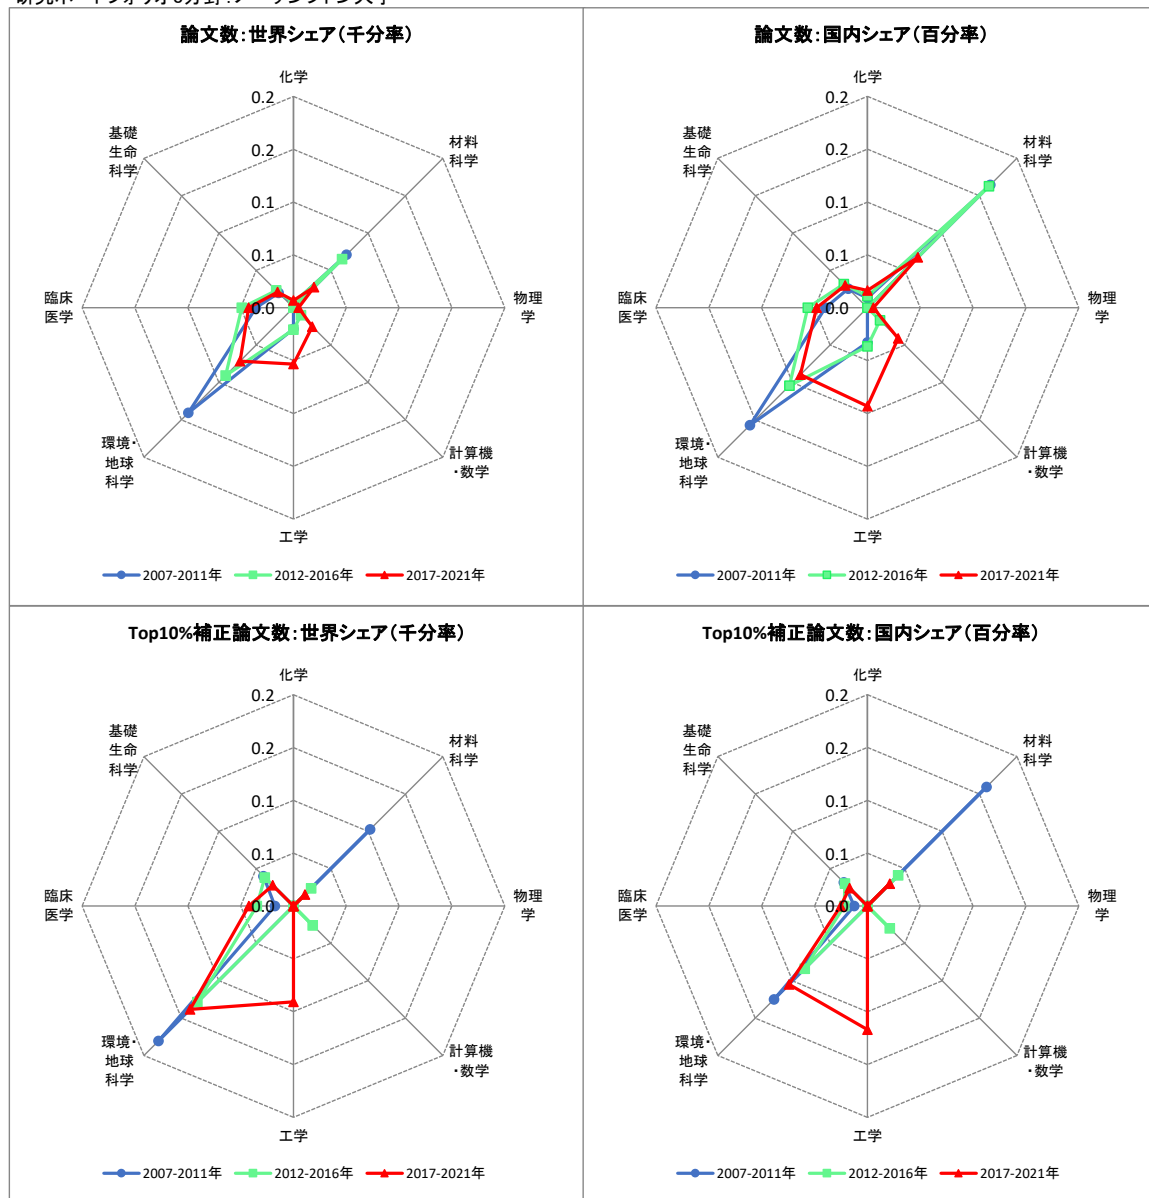 研究ポートフォリオ8分野:
論文数:世界シェア(千分率)
化学
材料
科学
物理
学
計算機
・数学
工学
環境・
地球
科学
臨床
医学
基礎
生命
科学
0.2
0.2
0.1
0.1
0.0
2007-2011年 2012-2016年 2017-2021年
論文数:国内シェア(百分率)
化学
材料
科学
物理
学
計算機
・数学
工学
環境・
地球
科学
臨床
医学
基礎
生命
科学
0.2
0.2
0.1
0.1
0.0
2007-2011年 2012-2016年 2017-2021年
Top10%補正論文数:世界シェア(千分率)
化学
材料
科学
物理
学
計算機
・数学
工学
環境・
地球
科学
臨床
医学
基礎
生命
科学
0.2
0.2
0.1
0.1
0.0
2007-2011年 2012-2016年 2017-2021年
Top10%補正論文数:国内シェア(百分率)
化学
材料
科学
物理
学
計算機
・数学
工学
環境・
地球
科学
臨床
医学
基礎
生命
科学
0.2
0.2
0.1
0.1
0.0
2007-2011年 2012-2016年 2017-2021年